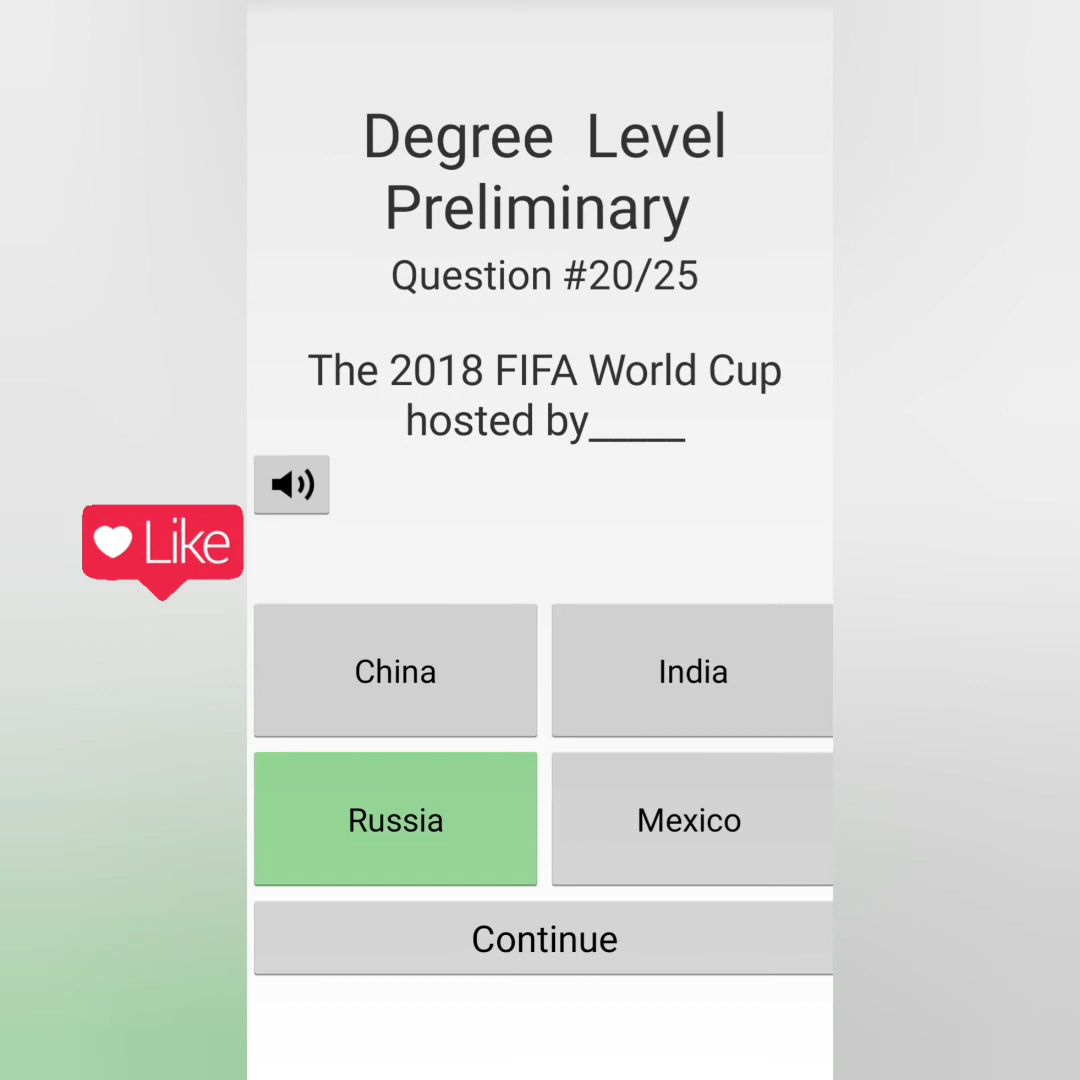 Degree Level
Preliminary
Question #20/25
The 2018 FIFA World Cup
hosted by_____
Like
China
India
Russia
Mexico
Continue